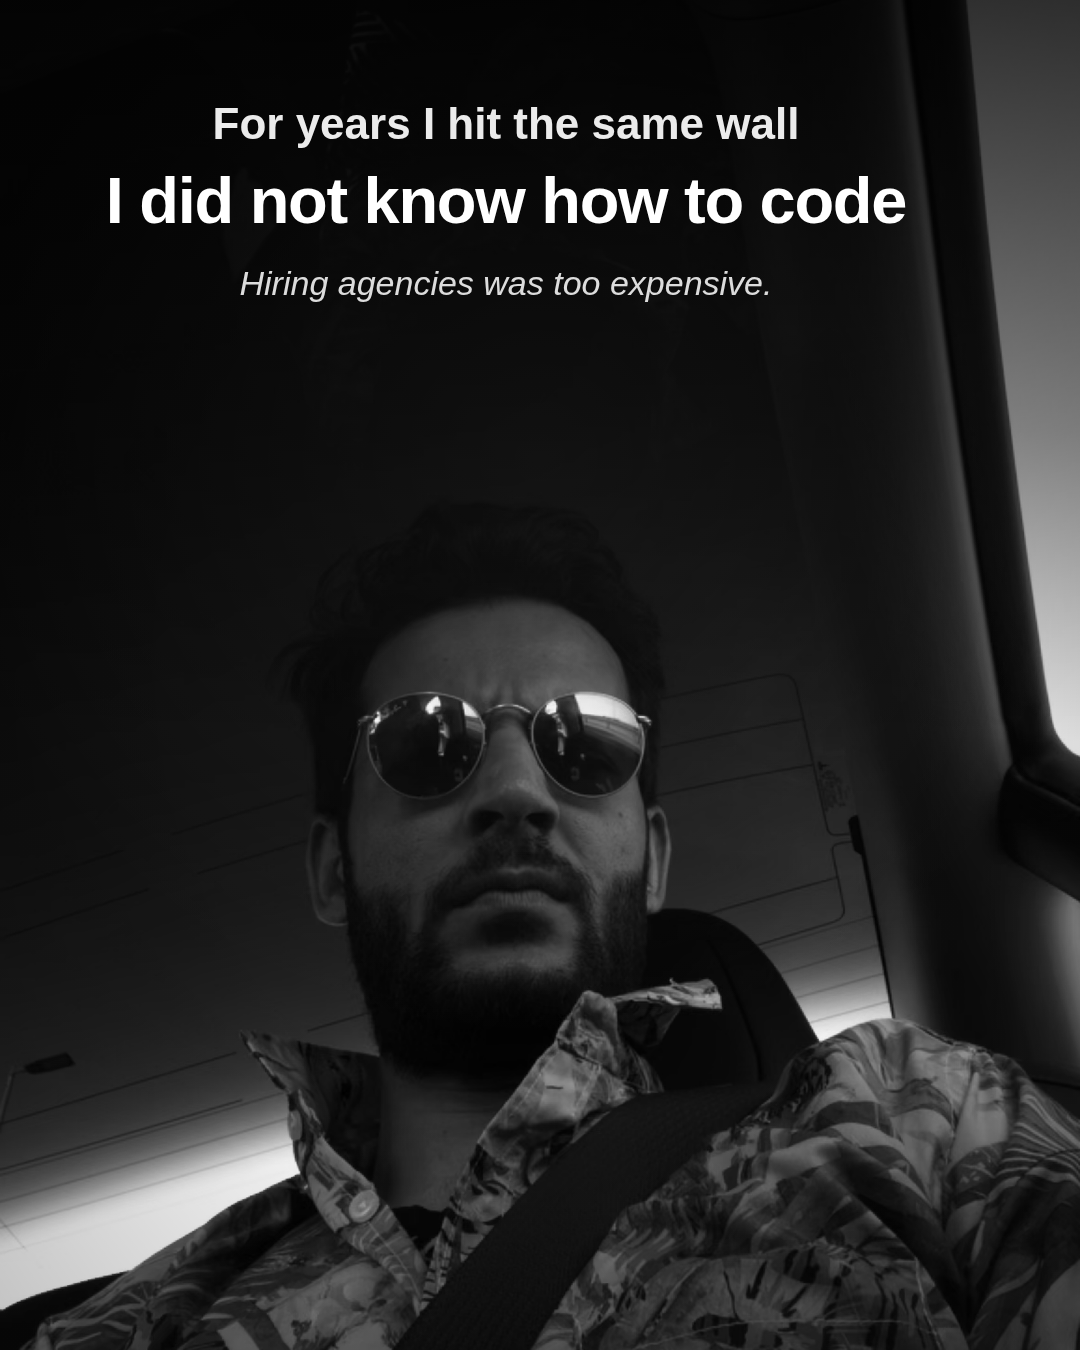 For years I hit the same wall
I did not know how to code
Hiring agencies was too expensive.